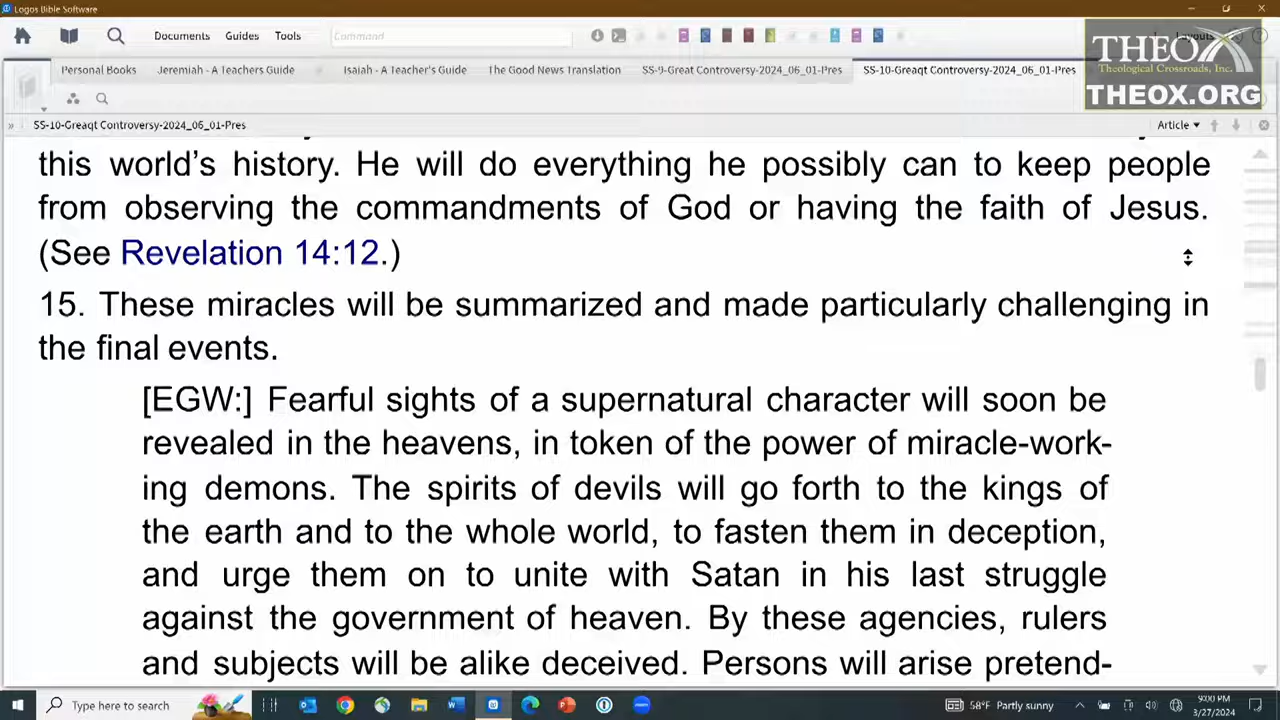 Logos Bible Software
Documents Guides Tools Command
THEOX
Theological Crossroads, Inc.
THEOX.ORG
Personal Books Jeremiah - A Teachers Guide Isaiah - A The Good News Translation SS-9-Great Controversy-2024_06_01-Pres SS-10-Greaqt Controversy-2024_06_01-Pres
» SS-10-Greaqt Controversy-2024_06_01-Pres Article
this world's history. He will do everything he possibly can to keep people
from observing the commandments of God or having the faith of Jesus.
(See Revelation 14:12.)
15. These miracles will be summarized and made particularly challenging in
the final events.
[EGW:] Fearful sights of a supernatural character will soon be
revealed in the heavens, in token of the power of miracle-work-
ing demons. The spirits of devils will go forth to the kings of
the earth and to the whole world, to fasten them in deception,
and urge them on to unite with Satan in his last struggle
against the government of heaven. By these agencies, rulers
and subjects will be alike deceived. Persons will arise pretend-
Type here to search 58°F Partly sunny 9:00 PM
3/27/2024